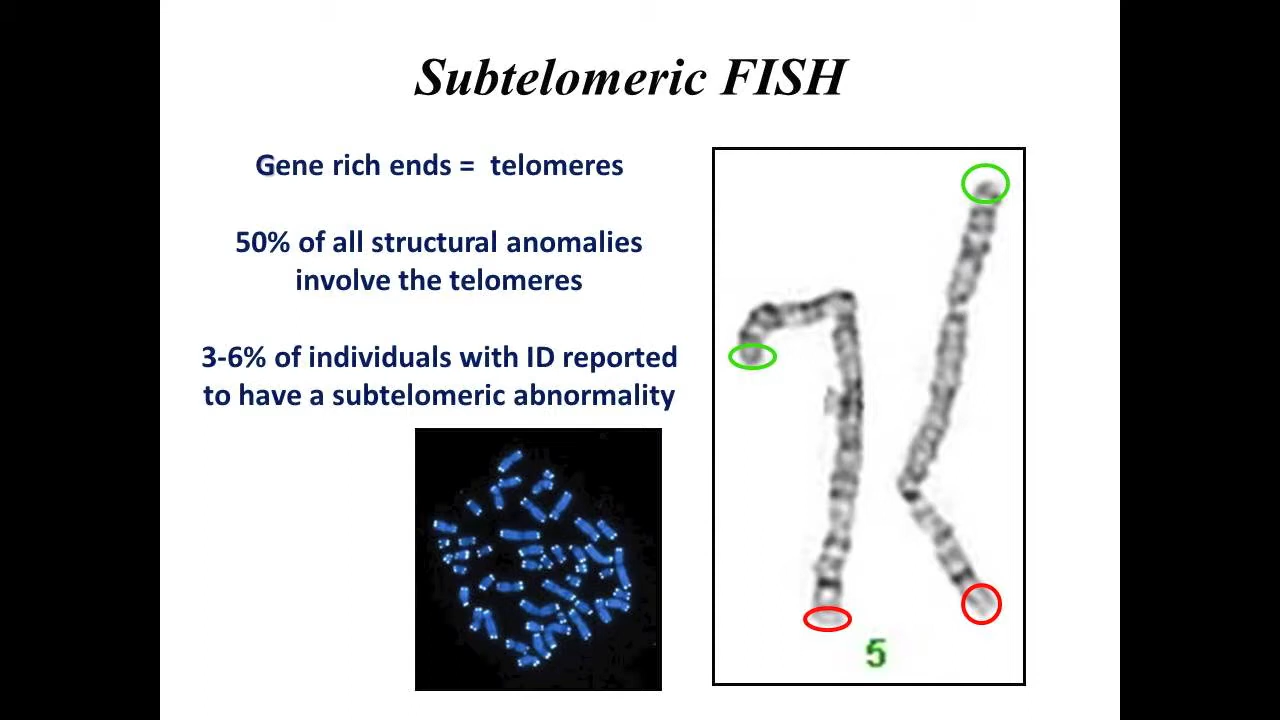 Subtelomeric FISH
Gene rich ends =  telomeres
50% of all structural anomalies
involve the telomeres
3-6% of individuals with ID reported
to have a subtelomeric abnormality
5